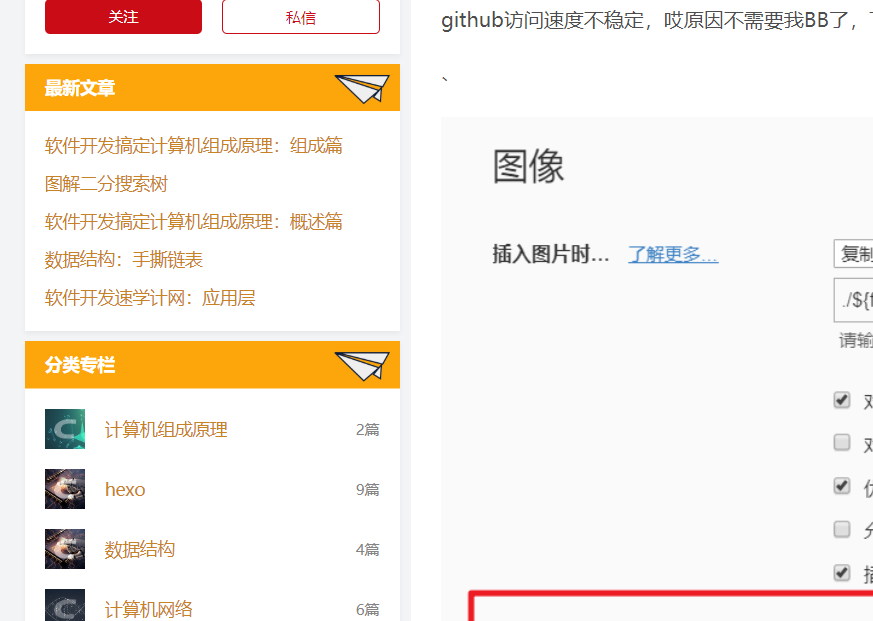 关注
私信
最新文章
软件开发搞定计算机组成原理：组成篇
图解二分搜索树
软件开发搞定计算机组成原理：概述篇
数据结构：手撕链表
软件开发速学计网：应用层
分类专栏
计算机组成原理 2篇
hexo 9篇
数据结构 4篇
计算机网络 6篇
github访问速度不稳定，哎原因不需要我BB了，
、
图像
插入图片时... 了解更多...
复制
./${f
请输
对
对
优
插